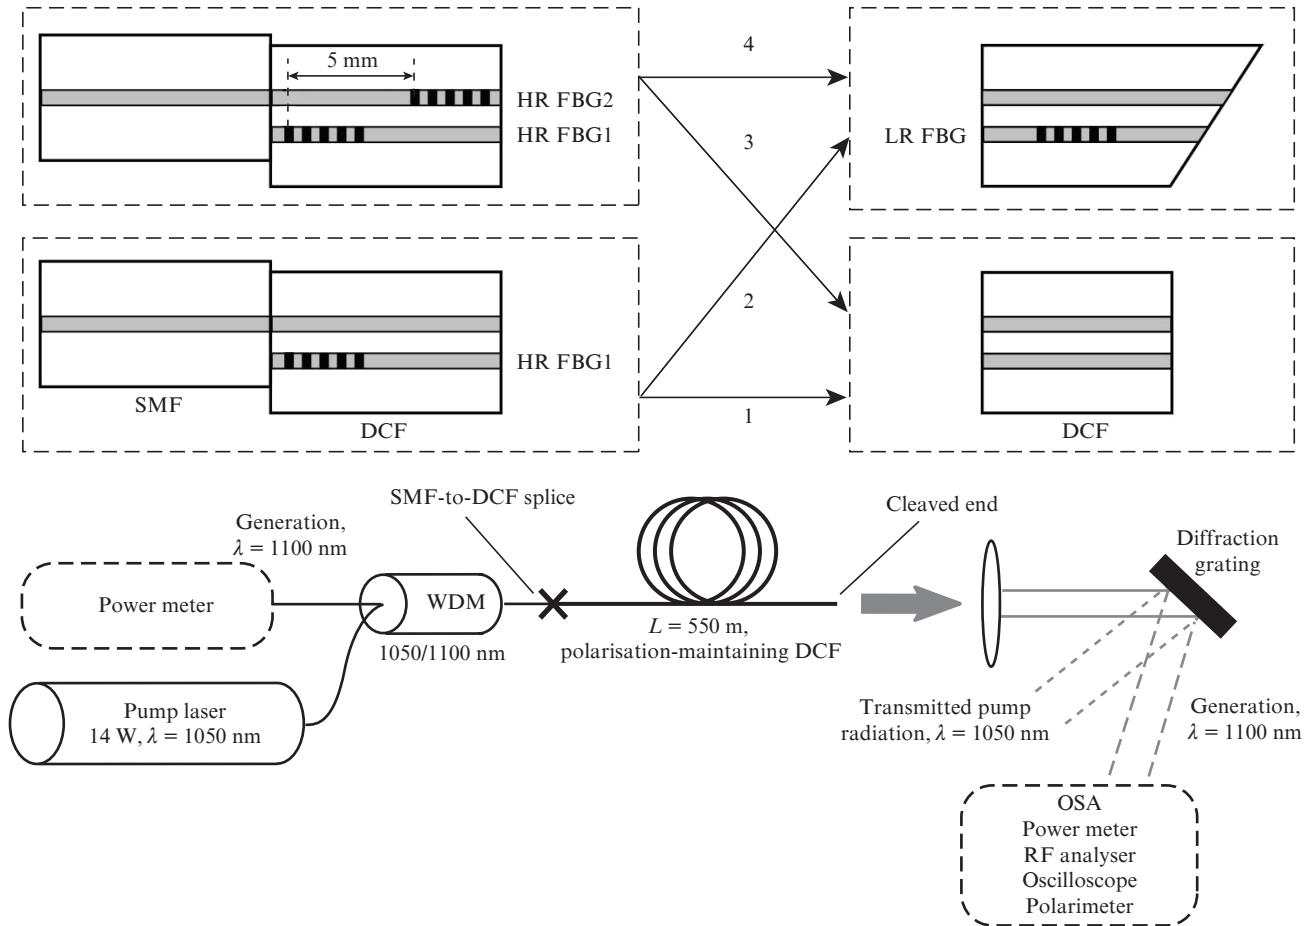 5 mm
HR FBG2
HR FBG1
4
3
2
1
LR FBG
HR FBG1
SMF
DCF
DCF
SMF-to-DCF splice
Cleaved end
Generation,
λ = 1100 nm
Diffraction
grating
Power meter
WDM
L = 550 m,
polarisation-maintaining DCF
1050/1100 nm
Pump laser
14 W, λ = 1050 nm
Transmitted pump
radiation, λ = 1050 nm
Generation,
λ = 1100 nm
OSA
Power meter
RF analyser
Oscilloscope
Polarimeter